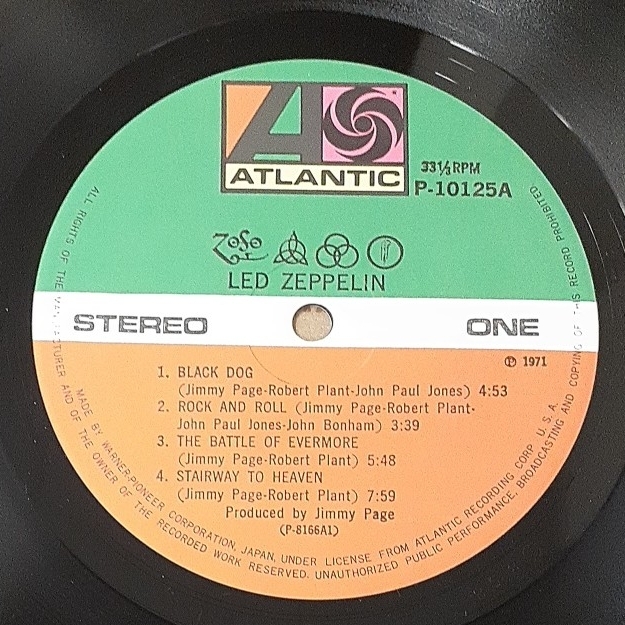 ATLANTIC
33⅓RPM
P-10125A
ZoSo
LED ZEPPELIN
STEREO
ONE
℗ 1971
1. BLACK DOG
(Jimmy Page-Robert Plant-John Paul Jones) 4:53
2. ROCK AND ROLL (Jimmy Page-Robert Plant-
John Paul Jones-John Bonham) 3:39
3. THE BATTLE OF EVERMORE
(Jimmy Page-Robert Plant) 5:48
4. STAIRWAY TO HEAVEN
(Jimmy Page-Robert Plant) 7:59
Produced by Jimmy Page
(P-8166A1)
MADE BY WARNER-PIONEER CORPORATION, JAPAN, UNDER LICENSE FROM ATLANTIC RECORDING CORP. U.S.A.
ALL RIGHTS OF THE MANUFACTURER AND OF THE OWNER OF THE RECORDED WORK RESERVED. UNAUTHORIZED PUBLIC PERFORMANCE, BROADCASTING AND COPYING OF THIS RECORD PROHIBITED